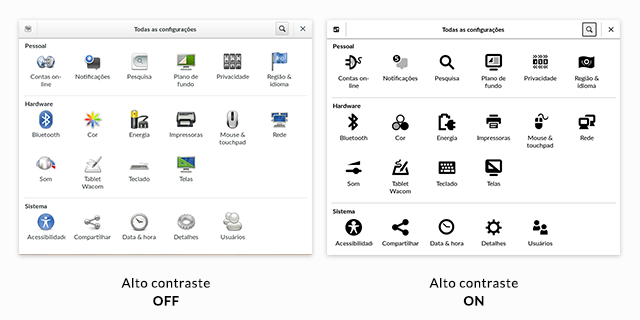 Todas as configurações
Pessoal
Contas on-
line
Notificações
Pesquisa
Plano de
fundo
Privacidade
Região &
idioma
Hardware
Bluetooth
Cor
Energia
Impressoras
Mouse &
touchpad
Rede
Som
Tablet
Wacom
Teclado
Telas
Sistema
Acessibilidade
Compartilhar
Data & hora
Detalhes
Usuários
Alto contraste
OFF
Todas as configurações
Pessoal
Contas on-
line
Notificações
Pesquisa
Plano de
fundo
Privacidade
Região &
idioma
Hardware
Bluetooth
Cor
Energia
Impressoras
Mouse &
touchpad
Rede
Som
Tablet
Wacom
Teclado
Telas
Sistema
Acessibilidad
Compartilhar
Data & hora
Detalhes
Usuários
Alto contraste
ON